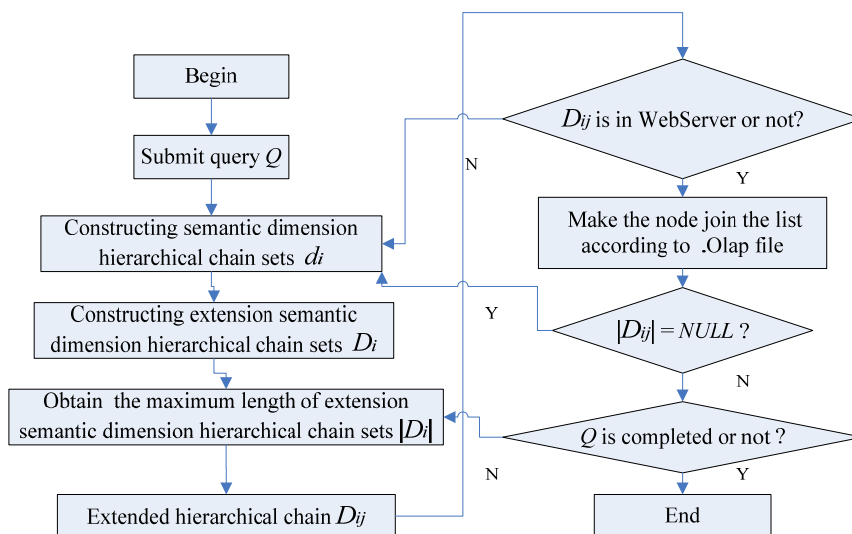 Begin
Submit query Q
Constructing semantic dimension
hierarchical chain sets di
Constructing extension semantic
dimension hierarchical chain sets Di
Obtain the maximum length of extension
semantic dimension hierarchical chain sets |Di|
Extended hierarchical chain Dij
Dij is in WebServer or not?
N
Y
Make the node join the list
according to .Olap file
|Dij| = NULL ?
Y
N
Q is completed or not ?
N
Y
End